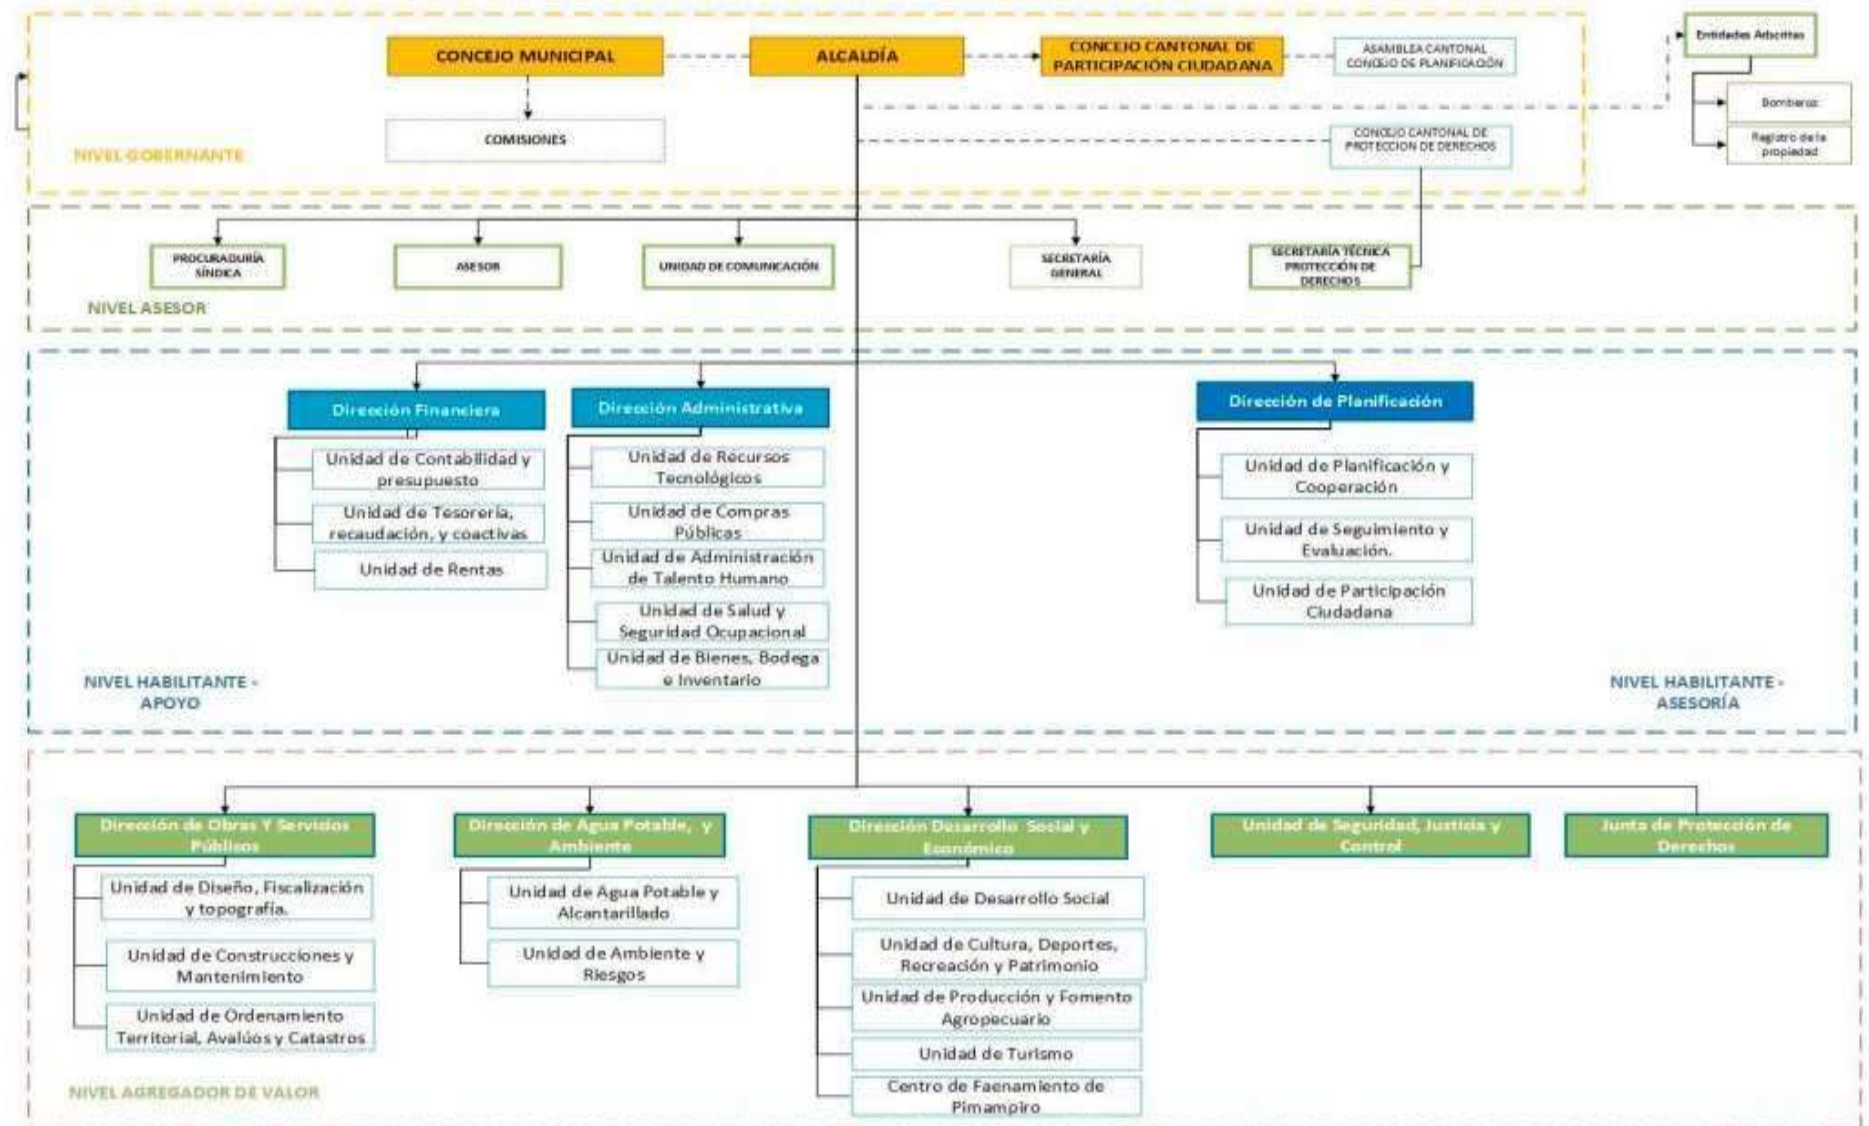 CONCEJO MUNICIPAL
ALCALDÍA
CONCEJO CANTONAL DE
PARTICIPACIÓN CIUDADANA
ASAMBLEA CANTONAL
CONCEJO DE PLANIFICACIÓN
Entidades Adscritas
Bomberos
Registro de la
propiedad
COMISIONES
CONCEJO CANTONAL DE
PROTECCION DE DERECHOS
NIVEL GOBERNANTE
PROCURADURÍA
SÍNDICA
ASESOR
UNIDAD DE COMUNICACIÓN
SECRETARÍA
GENERAL
SECRETARÍA TÉCNICA
PROTECCIÓN DE
DERECHOS
NIVEL ASESOR
Dirección Financiera
Unidad de Contabilidad y
presupuesto
Unidad de Tesorería,
recaudación, y coactivas
Unidad de Rentas
Dirección Administrativa
Unidad de Recursos
Tecnológicos
Unidad de Compras
Públicas
Unidad de Administración
de Talento Humano
Unidad de Salud y
Seguridad Ocupacional
Unidad de Bienes, Bodega
e Inventario
Dirección de Planificación
Unidad de Planificación y
Cooperación
Unidad de Seguimiento y
Evaluación.
Unidad de Participación
Ciudadana
NIVEL HABILITANTE -
APOYO
NIVEL HABILITANTE -
ASESORÍA
Dirección de Obras Y Servicios
Públicos
Unidad de Diseño, Fiscalización
y topografía.
Unidad de Construcciones y
Mantenimiento
Unidad de Ordenamiento
Territorial, Avalúos y Catastros
Dirección de Agua Potable, y
Ambiente
Unidad de Agua Potable y
Alcantarillado
Unidad de Ambiente y
Riesgos
Dirección Desarrollo Social y
Económico
Unidad de Desarrollo Social
Unidad de Cultura, Deportes,
Recreación y Patrimonio
Unidad de Producción y Fomento
Agropecuario
Unidad de Turismo
Centro de Faenamiento de
Pimampiro
Unidad de Seguridad, Justicia y
Control
Junta de Protección de
Derechos
NIVEL AGREGADOR DE VALOR